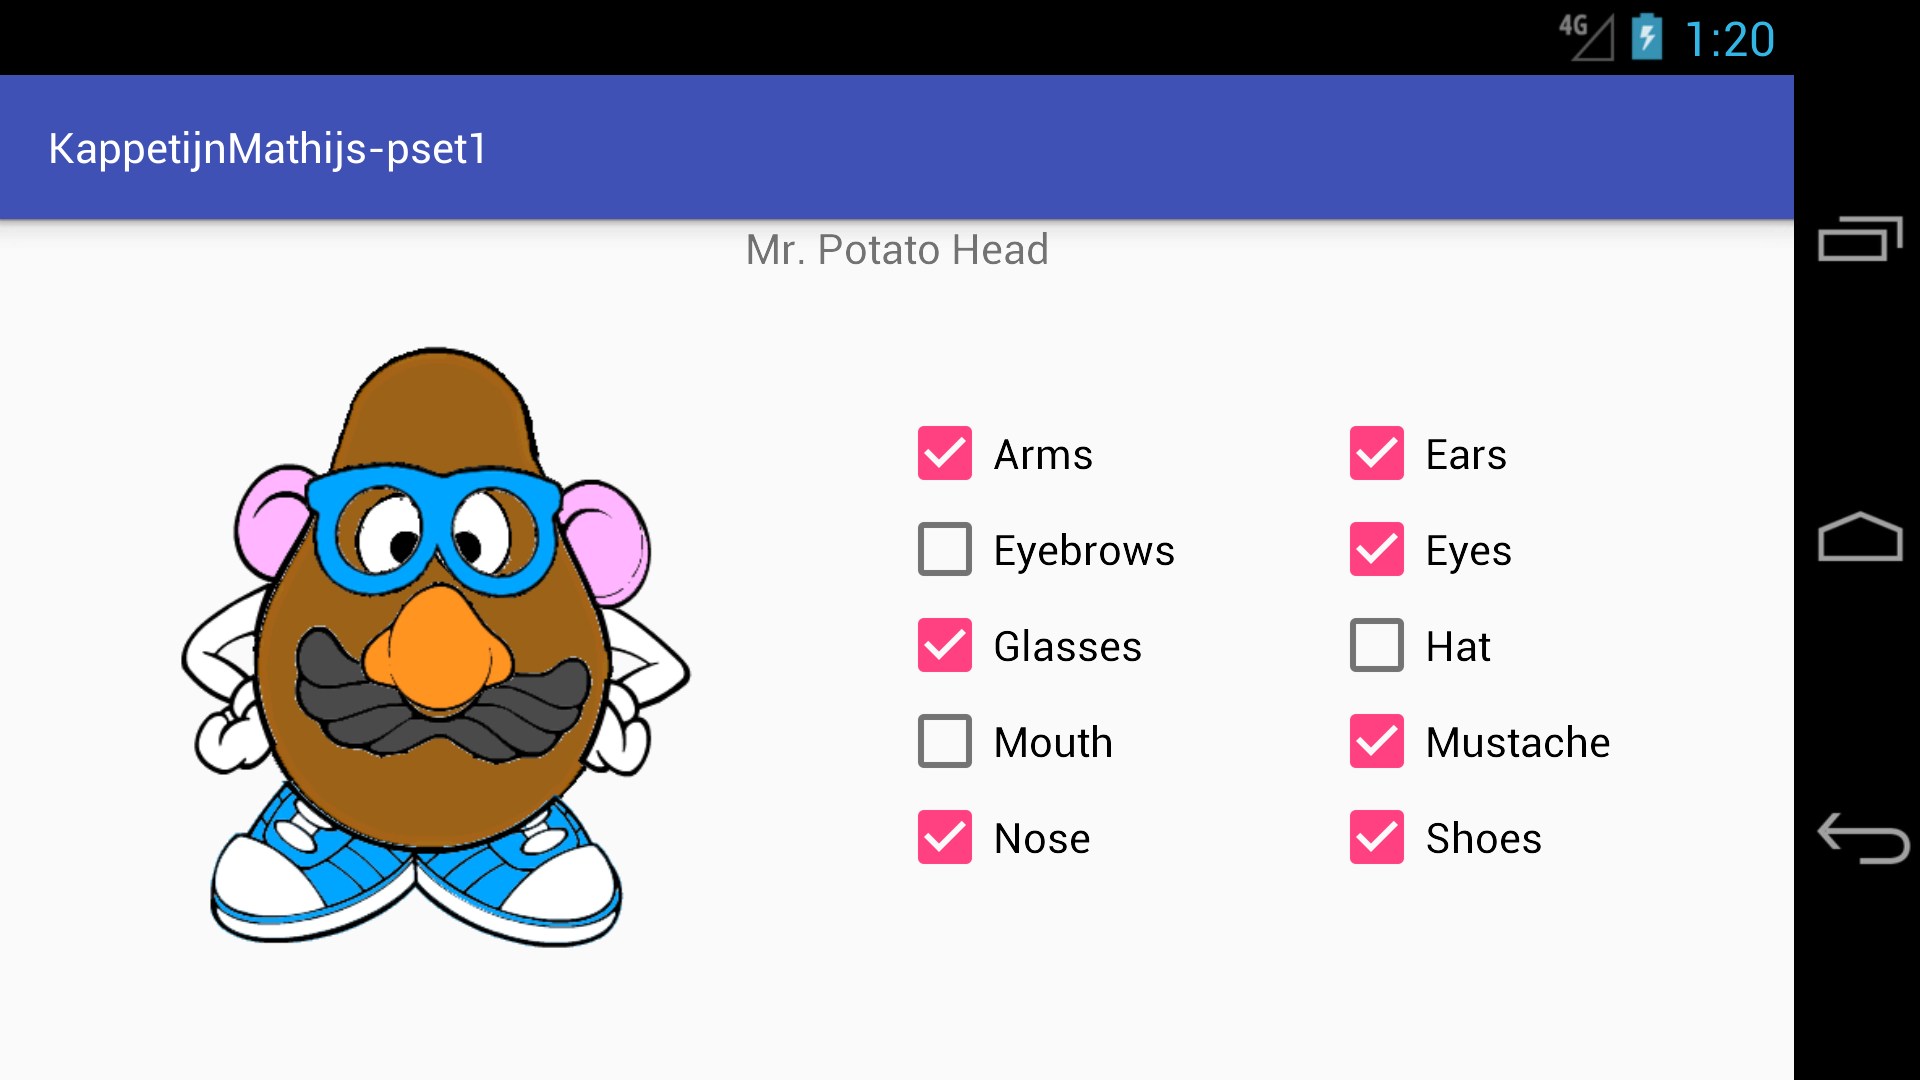 4G 1:20
KappetijnMathijs-pset1
Mr. Potato Head
Arms Ears
Eyebrows Eyes
Glasses Hat
Mouth Mustache
Nose Shoes